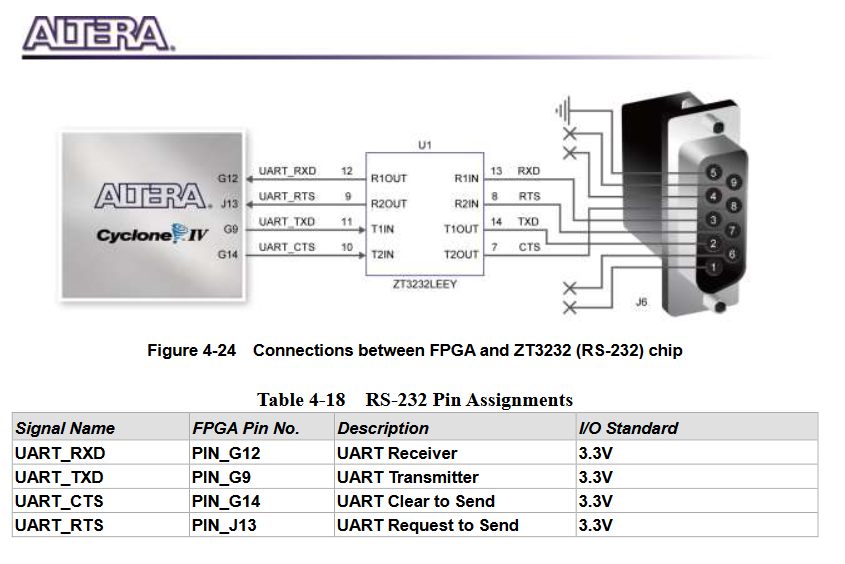 ALTERA.
U1
G12 UART_RXD 12 R1OUT R1IN 13 RXD
J13 UART_RTS 9 R2OUT R2IN 8 RTS
G9 UART_TXD 11 T1IN T1OUT 14 TXD
G14 UART_CTS 10 T2IN T2OUT 7 CTS
ALTERA.
Cyclone IV
ZT3232LEEY
5
9
4
8
3
7
2
6
1
J6
Figure 4-24 Connections between FPGA and ZT3232 (RS-232) chip
Table 4-18 RS-232 Pin Assignments
Signal Name FPGA Pin No. Description I/O Standard
UART_RXD PIN_G12 UART Receiver 3.3V
UART_TXD PIN_G9 UART Transmitter 3.3V
UART_CTS PIN_G14 UART Clear to Send 3.3V
UART_RTS PIN_J13 UART Request to Send 3.3V